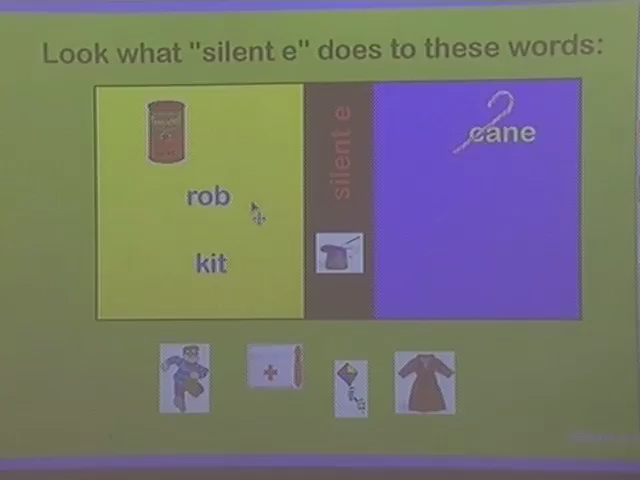 Look what "silent e" does to these words:
silent e
cane
rob
kit